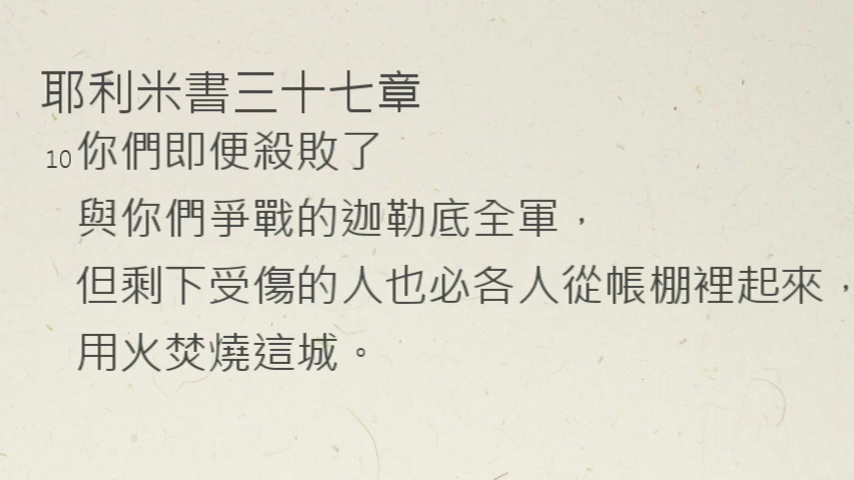 耶利米書三十七章
10你們即便殺敗了
與你們爭戰的迦勒底全軍，
但剩下受傷的人也必各人從帳棚裡起來，
用火焚燒這城。